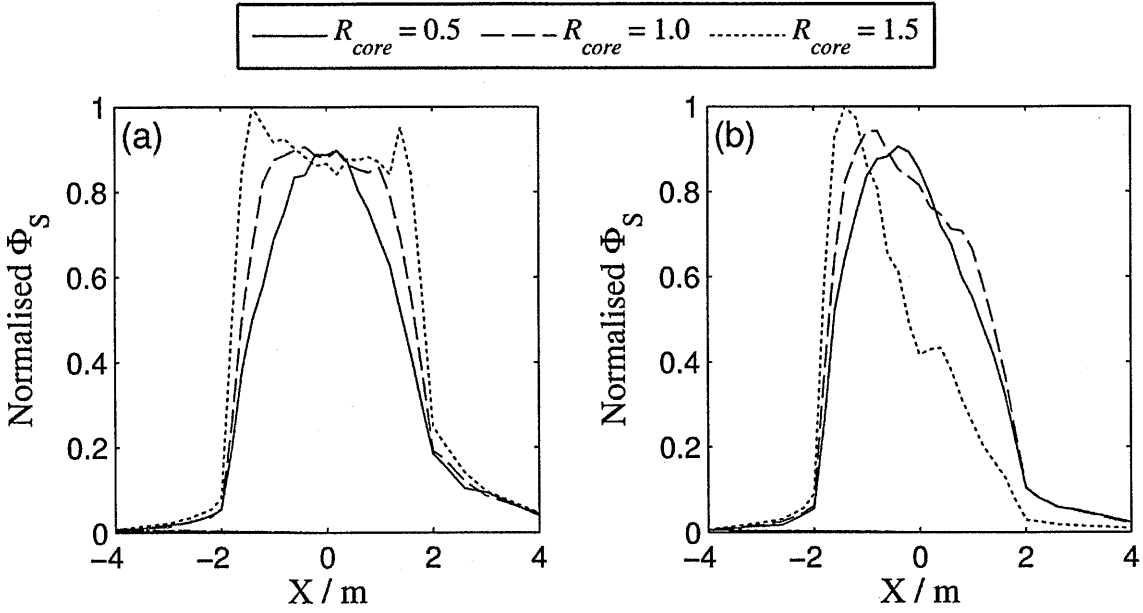 R_core = 0.5 R_core = 1.0 R_core = 1.5
(a)
Normalised Φ_S
1
0.8
0.6
0.4
0.2
0
−4 −2 0 2 4
X / m
(b)
Normalised Φ_S
1
0.8
0.6
0.4
0.2
0
−4 −2 0 2 4
X / m